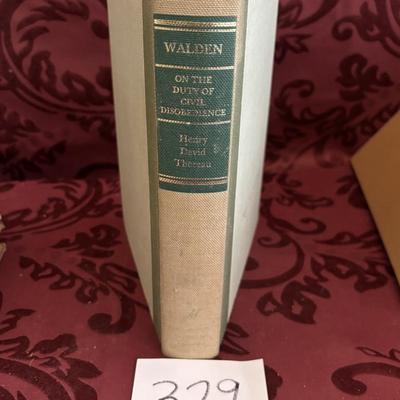 WALDEN
ON THE
DUTY OF
CIVIL
DISOBEDIENCE
Henry
David
Thoreau
329